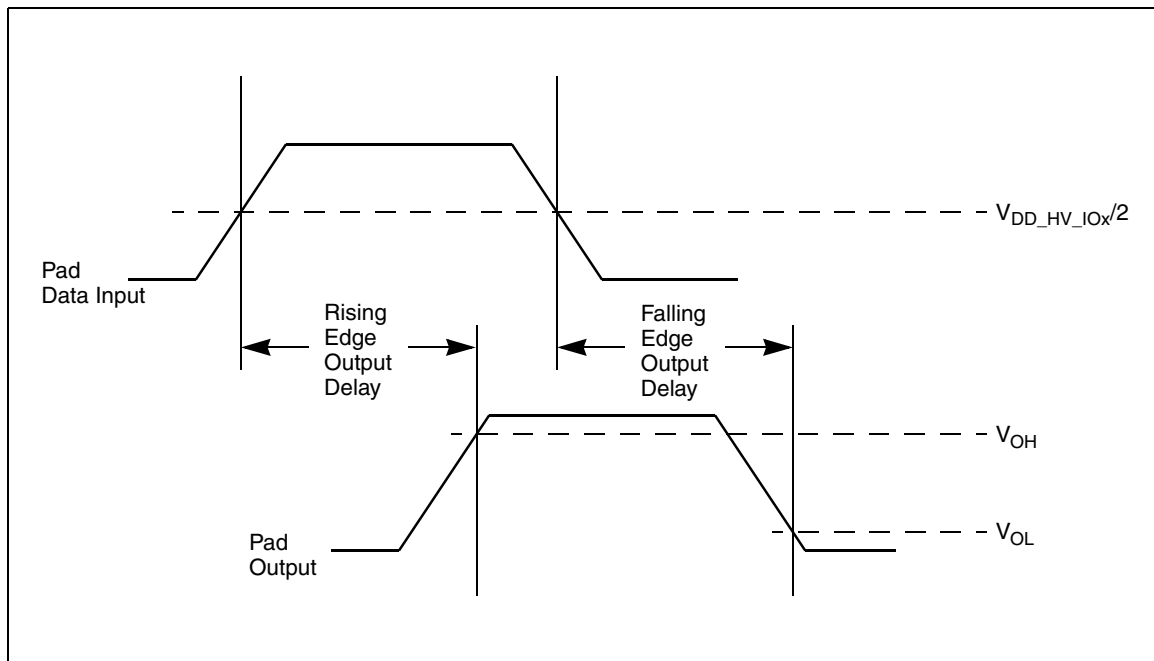 V_DD_HV_IOx/2
Pad
Data Input
Rising
Edge
Output
Delay
Falling
Edge
Output
Delay
V_OH
V_OL
Pad
Output